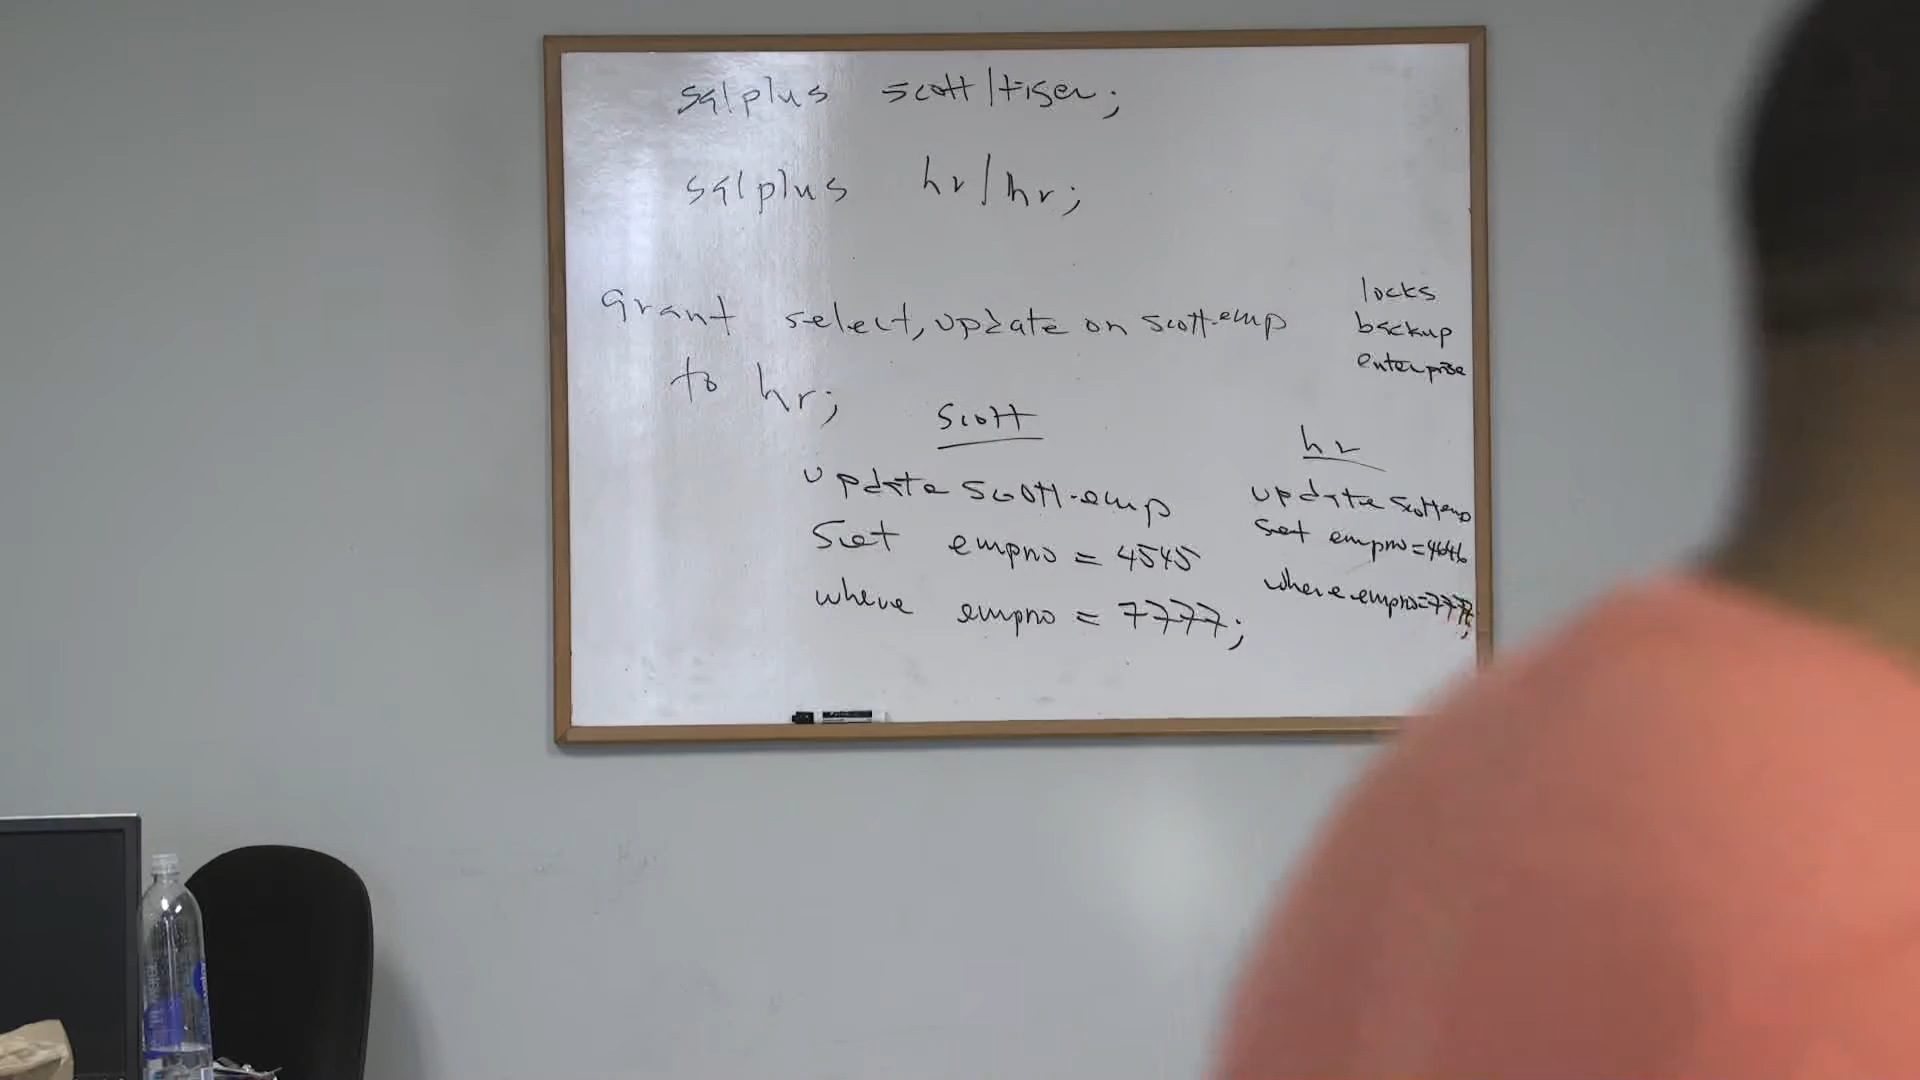 sqlplus scott/tiger;
sqlplus hr/hr;
grant select, update on scott.emp
to hr;
locks
backup
enterprise
scott
update scott.emp
Set empno = 4545
where empno = 7777;
hr
update scott.emp
Set empno = 4646
where empno = 7777;